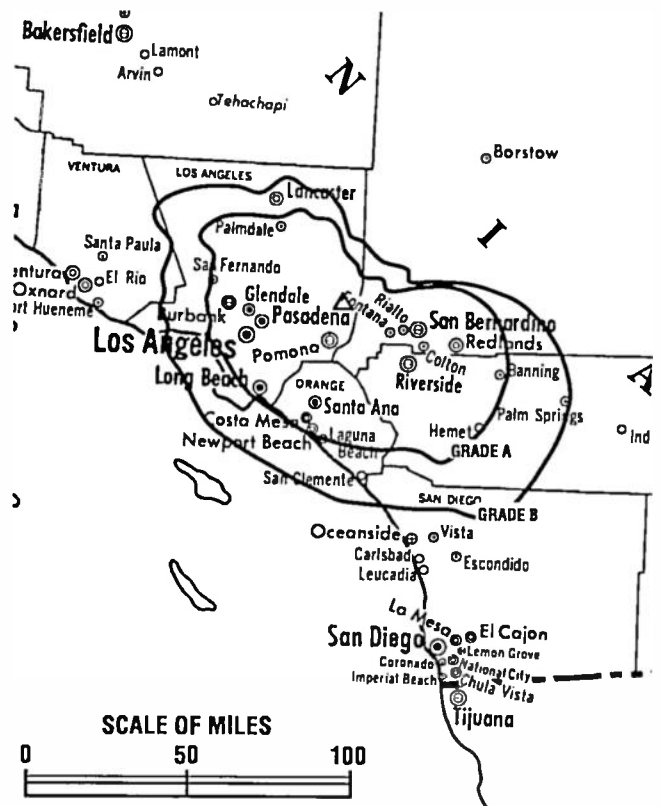 Bakersfield
Lamont
Arvin
Tehachapi
N
Borstow
VENTURA
LOS ANGELES
Lancaster
I
Palmdale
Santa Paula
San Fernando
entura
El Rio
Oxnard
ort Hueneme
Burbank
Glendale
Pasadena
Fontana
Rialto
San Bernardino
Los Angeles
Pomona
Redlands
Colton
Riverside
Banning
A
Long Beach
ORANGE
Santa Ana
Palm Springs
Costa Mesa
Newport Beach
Laguna
Beach
Hemet
Ind
GRADE A
San Clemente
SAN DIEGO
GRADE B
Oceanside
Vista
Carlsbad
Escondido
Leucadia
La Mesa
El Cajon
San Diego
Lemon Grove
Coronado
National City
Imperial Beach
Chula Vista
Tijuana
SCALE OF MILES
0 50 100